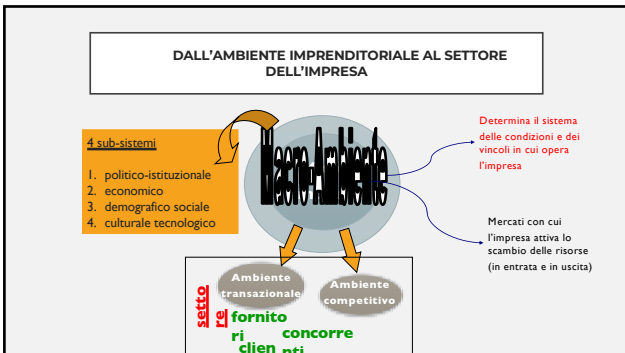 DALL'AMBIENTE IMPRENDITORIALE AL SETTORE
DELL'IMPRESA
4 sub-sistemi
1. politico-istituzionale
2. economico
3. demografico sociale
4. culturale tecnologico
Macro-Ambiente
Determina il sistema
delle condizioni e dei
vincoli in cui opera
l'impresa
Mercati con cui
l'impresa attiva lo
scambio delle risorse
(in entrata e in uscita)
Ambiente
transazionale
Ambiente
competitivo
setto
re
fornito
ri
clien
concorre
nti